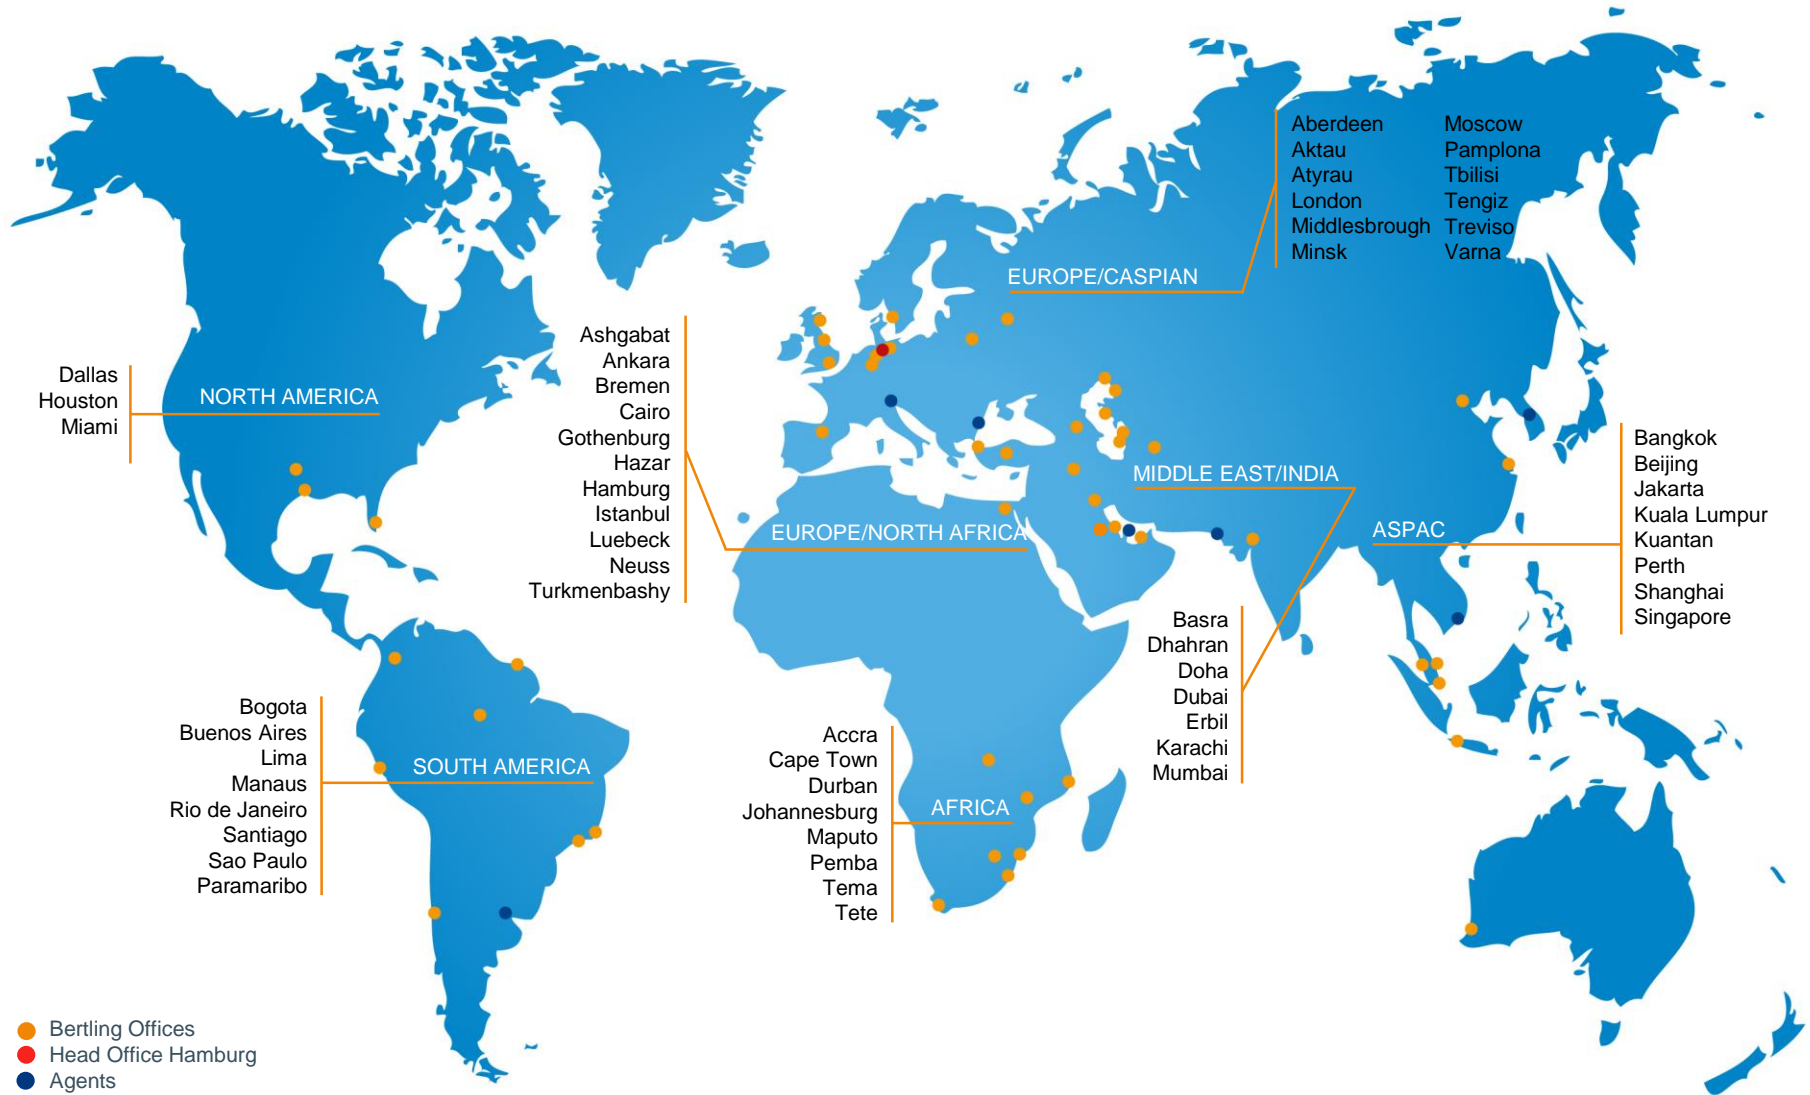 Aberdeen
Aktau
Atyrau
London
Middlesbrough
Minsk
Moscow
Pamplona
Tbilisi
Tengiz
Treviso
Varna
EUROPE/CASPIAN
Dallas
Houston
Miami
NORTH AMERICA
Ashgabat
Ankara
Bremen
Cairo
Gothenburg
Hazar
Hamburg
Istanbul
Luebeck
Neuss
Turkmenbashy
EUROPE/NORTH AFRICA
MIDDLE EAST/INDIA
Basra
Dhahran
Doha
Dubai
Erbil
Karachi
Mumbai
ASPAC
Bangkok
Beijing
Jakarta
Kuala Lumpur
Kuantan
Perth
Shanghai
Singapore
Bogota
Buenos Aires
Lima
Manaus
Rio de Janeiro
Santiago
Sao Paulo
Paramaribo
SOUTH AMERICA
Accra
Cape Town
Durban
Johannesburg
Maputo
Pemba
Tema
Tete
AFRICA
Bertling Offices
Head Office Hamburg
Agents